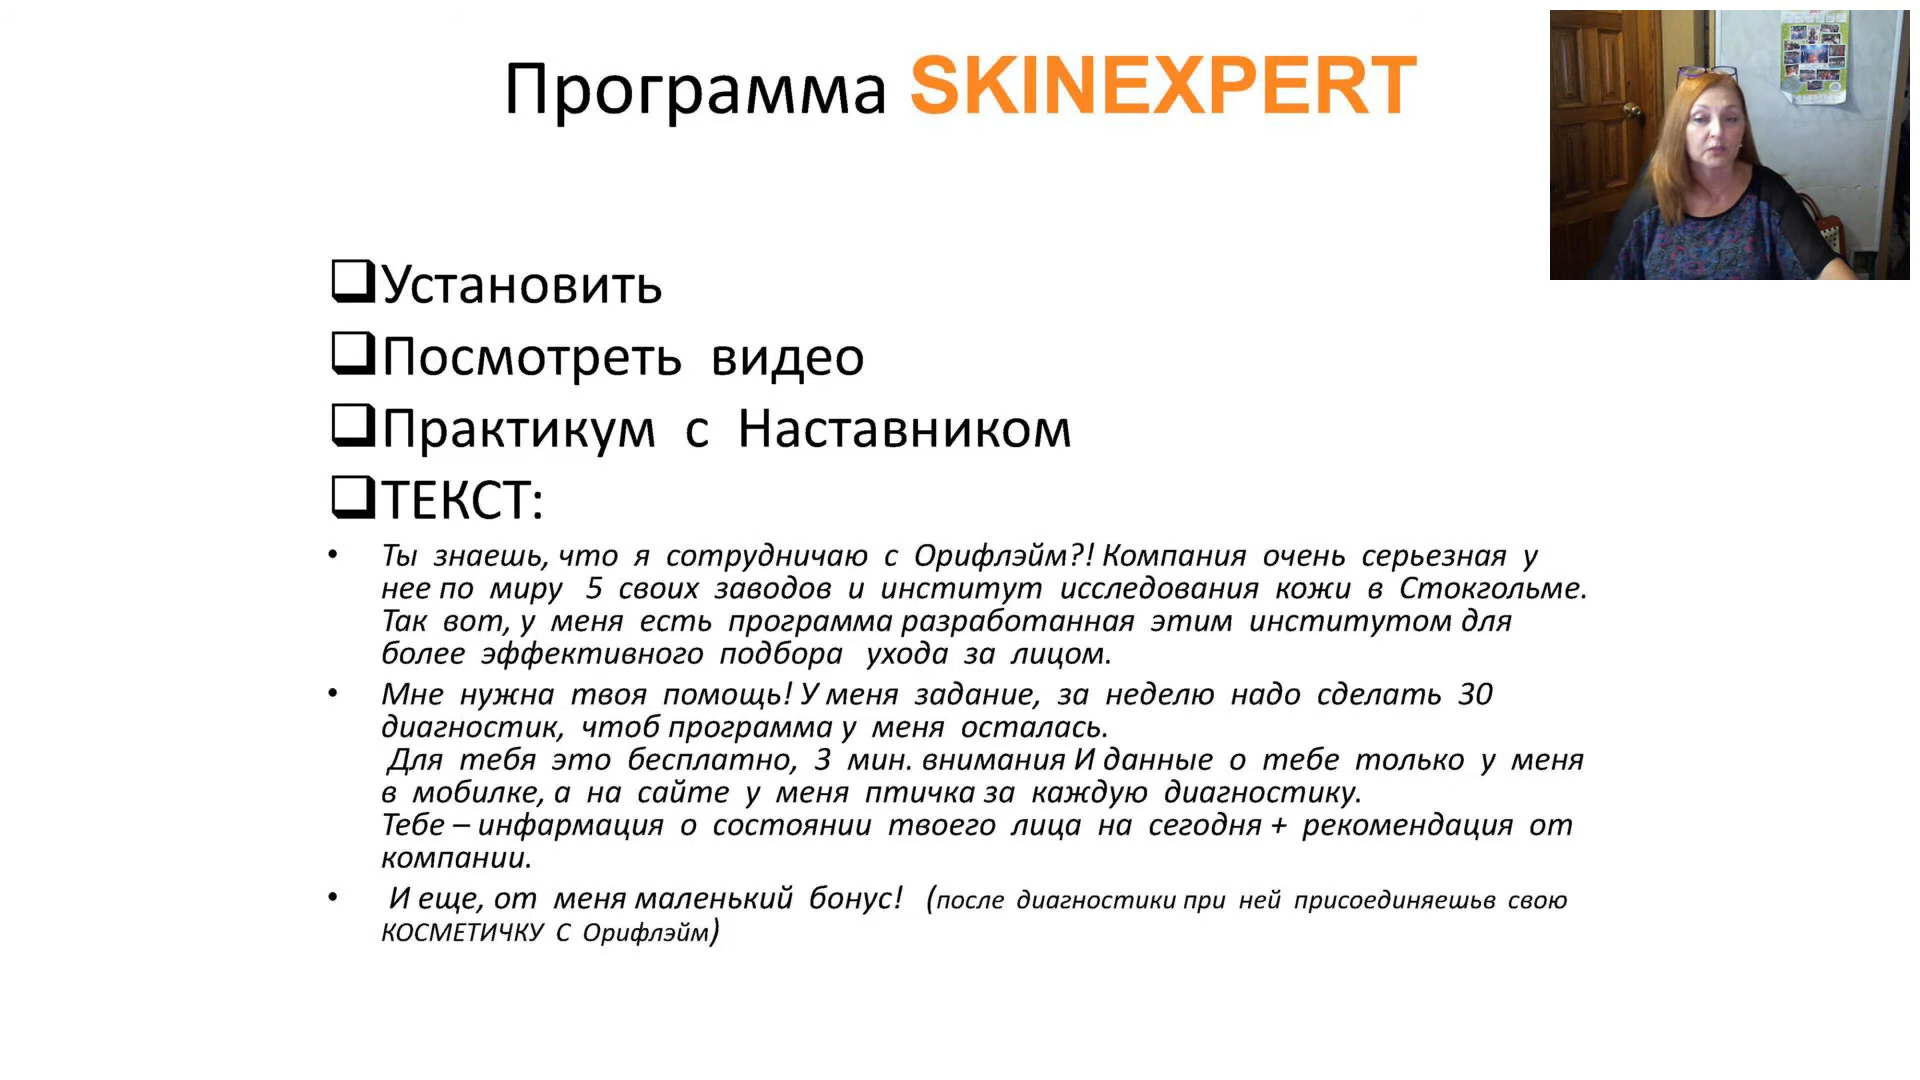 Программа SKINEXPERT
Установить
Посмотреть видео
Практикум с Наставником
ТЕКСТ:
• Ты знаешь, что я сотрудничаю с Орифлэйм?! Компания очень серьезная у
нее по миру 5 своих заводов и институт исследования кожи в Стокгольме.
Так вот, у меня есть программа разработанная этим институтом для
более эффективного подбора ухода за лицом.
• Мне нужна твоя помощь! У меня задание, за неделю надо сделать 30
диагностик, чтоб программа у меня осталась.
Для тебя это бесплатно, 3 мин. внимания И данные о тебе только у меня
в мобилке, а на сайте у меня птичка за каждую диагностику.
Тебе – инфармация о состоянии твоего лица на сегодня + рекомендация от
компании.
• И еще, от меня маленький бонус! (после диагностики при ней присоединяешьв свою
КОСМЕТИЧКУ С Орифлэйм)